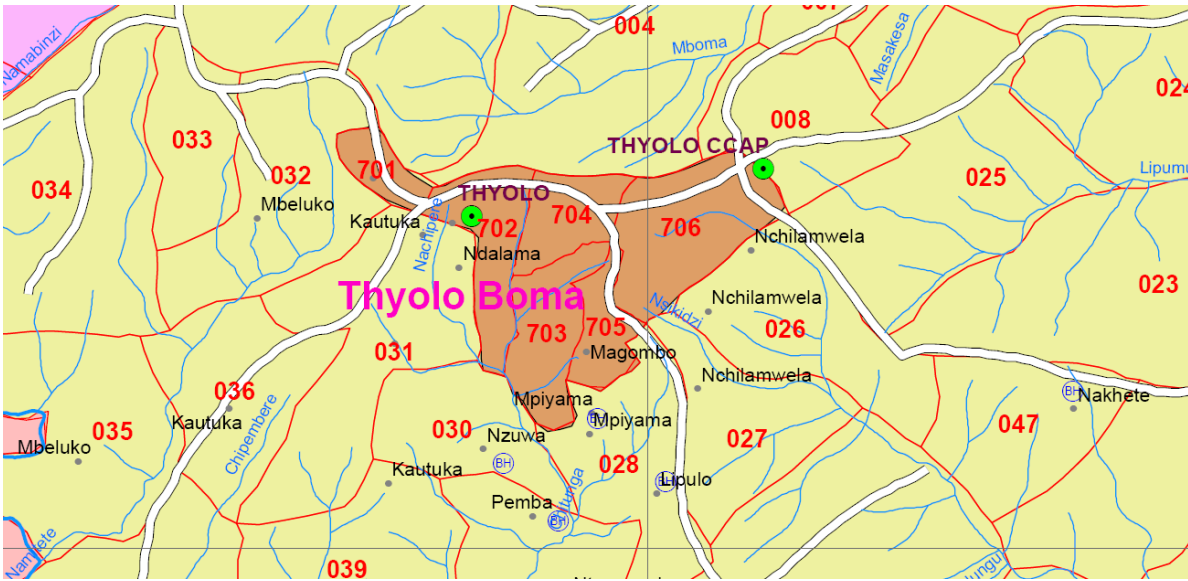 004
Namabinzi
Mboma
Masakesa
033
008
THYOLO CCAP
701
032
034
025
Lipumu
THYOLO
Mbeluko
704
Kautuka
702
706
Nachipere
Nchilamwela
Ndalama
Thyolo Boma
023
Nchilamwela
Nsikidzi
026
703
705
031
Magombo
Nchilamwela
036
Mpiyama
BH
Nakhete
Kautuka
Mpiyama
Chipembere
035
030
Nzuwa
047
027
Mbeluko
BH
028
Kautuka
Lipulo
Pemba
BH
039